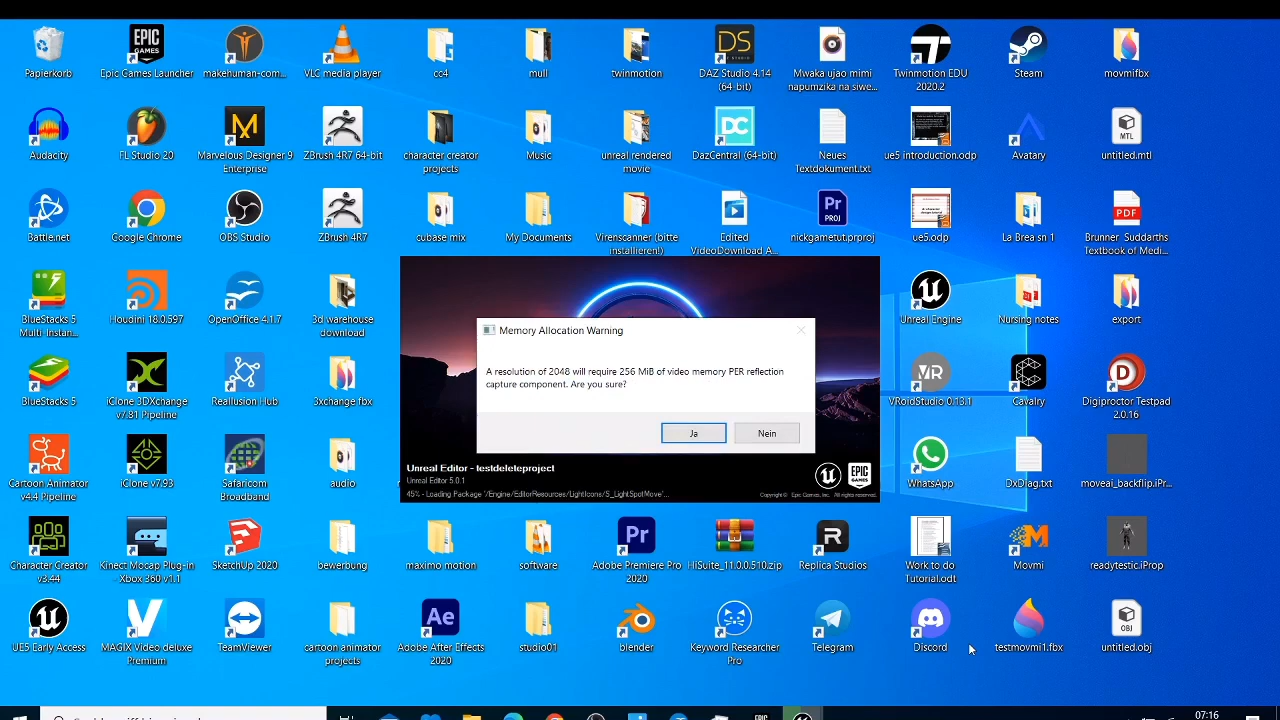 Papierkorb
Epic Games Launcher
makehuman-com...
VLC media player
cc4
mull
twinmotion
DAZ Studio 4.14
(64-bit)
Mwaka ujao mimi
napumzika na siwe...
Twinmotion EDU
2020.2
Steam
movmifbx
Audacity
FL Studio 20
Marvelous Designer 9
Enterprise
ZBrush 4R7 64-bit
character creator
projects
Music
unreal rendered
movie
DazCentral (64-bit)
Neues
Textdokument.txt
ue5 introduction.odp
Avatary
untitled.mtl
Battle.net
Google Chrome
OBS Studio
ZBrush 4R7
cubase mix
My Documents
Virenscanner (bitte
installieren!)
Edited
VideoDownload A...
nickgametut.prproj
ue5.odp
La Brea sn 1
Brunner_Suddarths
Textbook of Medi...
BlueStacks 5
Multi-Instan...
Houdini 18.0.597
OpenOffice 4.1.7
3d warehouse
download
Unreal Engine
Nursing notes
export
Memory Allocation Warning
A resolution of 2048 will require 256 MiB of video memory PER reflection
capture component. Are you sure?
Ja
Nein
Unreal Editor - testdeleteproject
Unreal Editor 5.0.1
45% - Loading Package '/Engine/EditorResources/LightIcons/S_LightSpotMove'...
Copyright © Epic Games, Inc. All rights reserved.
BlueStacks 5
iClone 3DXchange
v7.81 Pipeline
Reallusion Hub
3xchange fbx
VRoidStudio 0.13.1
Cavalry
Digiproctor Testpad
2.0.16
Cartoon Animator
v4.4 Pipeline
iClone v7.93
Safaricom
Broadband
audio
WhatsApp
DxDiag.txt
moveai_backflip.iPr...
Character Creator
v3.44
Kinect Mocap Plug-in
Xbox 360 v1.1
SketchUp 2020
bewerbung
maximo motion
software
Adobe Premiere Pro
2020
HiSuite_11.0.0.510.zip
Replica Studios
Work to do
Tutorial.odt
Movmi
readytestic.iProp
UE5 Early Access
MAGIX Video deluxe
Premium
TeamViewer
cartoon animator
projects
Adobe After Effects
2020
studio01
blender
Keyword Researcher
Pro
Telegram
Discord
testmovmi1.fbx
untitled.obj
07:16